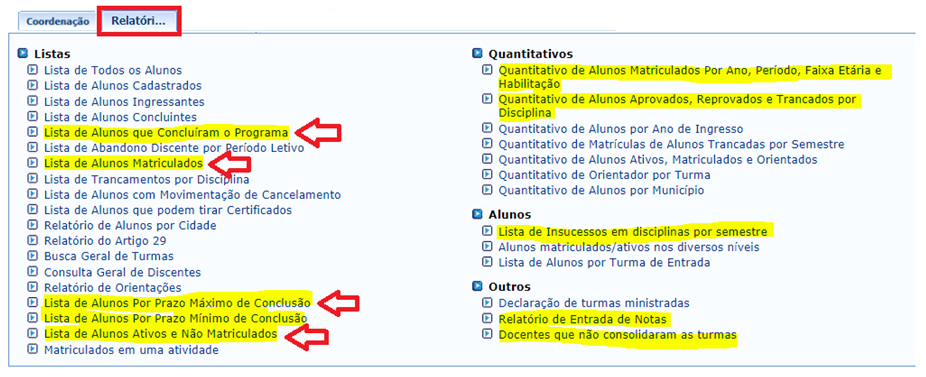 Coordenação
Relatóri...
Listas
Lista de Todos os Alunos
Lista de Alunos Cadastrados
Lista de Alunos Ingressantes
Lista de Alunos Concluintes
Lista de Alunos que Concluíram o Programa
Lista de Abandono Discente por Período Letivo
Lista de Alunos Matriculados
Lista de Trancamentos por Disciplina
Lista de Alunos com Movimentação de Cancelamento
Lista de Alunos que podem tirar Certificados
Relatório de Alunos por Cidade
Relatório do Artigo 29
Busca Geral de Turmas
Consulta Geral de Discentes
Relatório de Orientações
Lista de Alunos Por Prazo Máximo de Conclusão
Lista de Alunos Por Prazo Mínimo de Conclusão
Lista de Alunos Ativos e Não Matriculados
Matriculados em uma atividade
Quantitativos
Quantitativo de Alunos Matriculados Por Ano, Período, Faixa Etária e
Habilitação
Quantitativo de Alunos Aprovados, Reprovados e Trancados por
Disciplina
Quantitativo de Alunos por Ano de Ingresso
Quantitativo de Matrículas de Alunos Trancadas por Semestre
Quantitativo de Alunos Ativos, Matriculados e Orientados
Quantitativo de Orientador por Turma
Quantitativo de Alunos por Município
Alunos
Lista de Insucessos em disciplinas por semestre
Alunos matriculados/ativos nos diversos níveis
Lista de Alunos por Turma de Entrada
Outros
Declaração de turmas ministradas
Relatório de Entrada de Notas
Docentes que não consolidaram as turmas